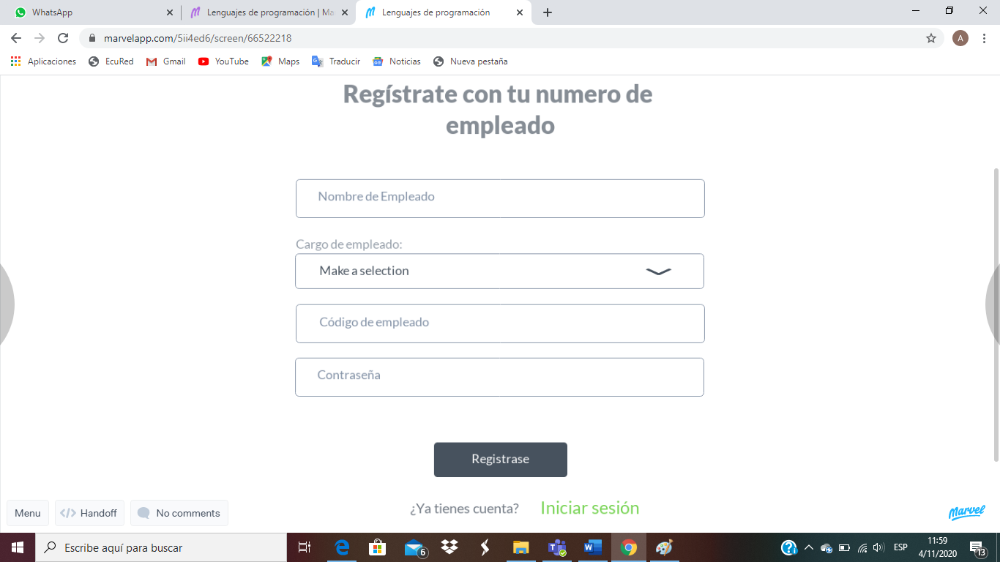 WhatsApp
Lenguajes de programación | Ma
Lenguajes de programación
marvelapp.com/5ii4ed6/screen/66522218
A
Aplicaciones
EcuRed
Gmail
YouTube
Maps
Traducir
Noticias
Nueva pestaña
Regístrate con tu numero de
empleado
Nombre de Empleado
Cargo de empleado:
Make a selection
Código de empleado
Contraseña
Registrase
¿Ya tienes cuenta? Iniciar sesión
Menu
Handoff
No comments
Marvel
Escribe aquí para buscar
6
ESP
11:59
4/11/2020
13